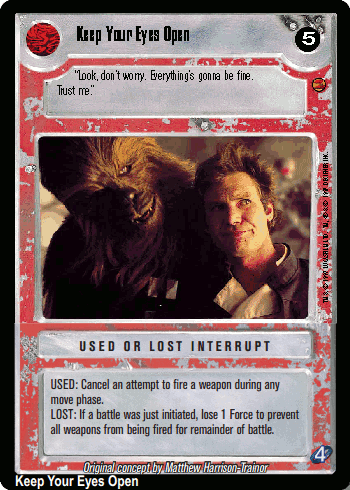 Keep Your Eyes Open
5
"Look, don't worry. Everything's gonna be fine.
Trust me."
USED OR LOST INTERRUPT
USED: Cancel an attempt to fire a weapon during any
move phase.
LOST: If a battle was just initiated, lose 1 Force to prevent
all weapons from being fired for remainder of battle.
4
Original concept by Matthew Harrison-Trainor
Keep Your Eyes Open